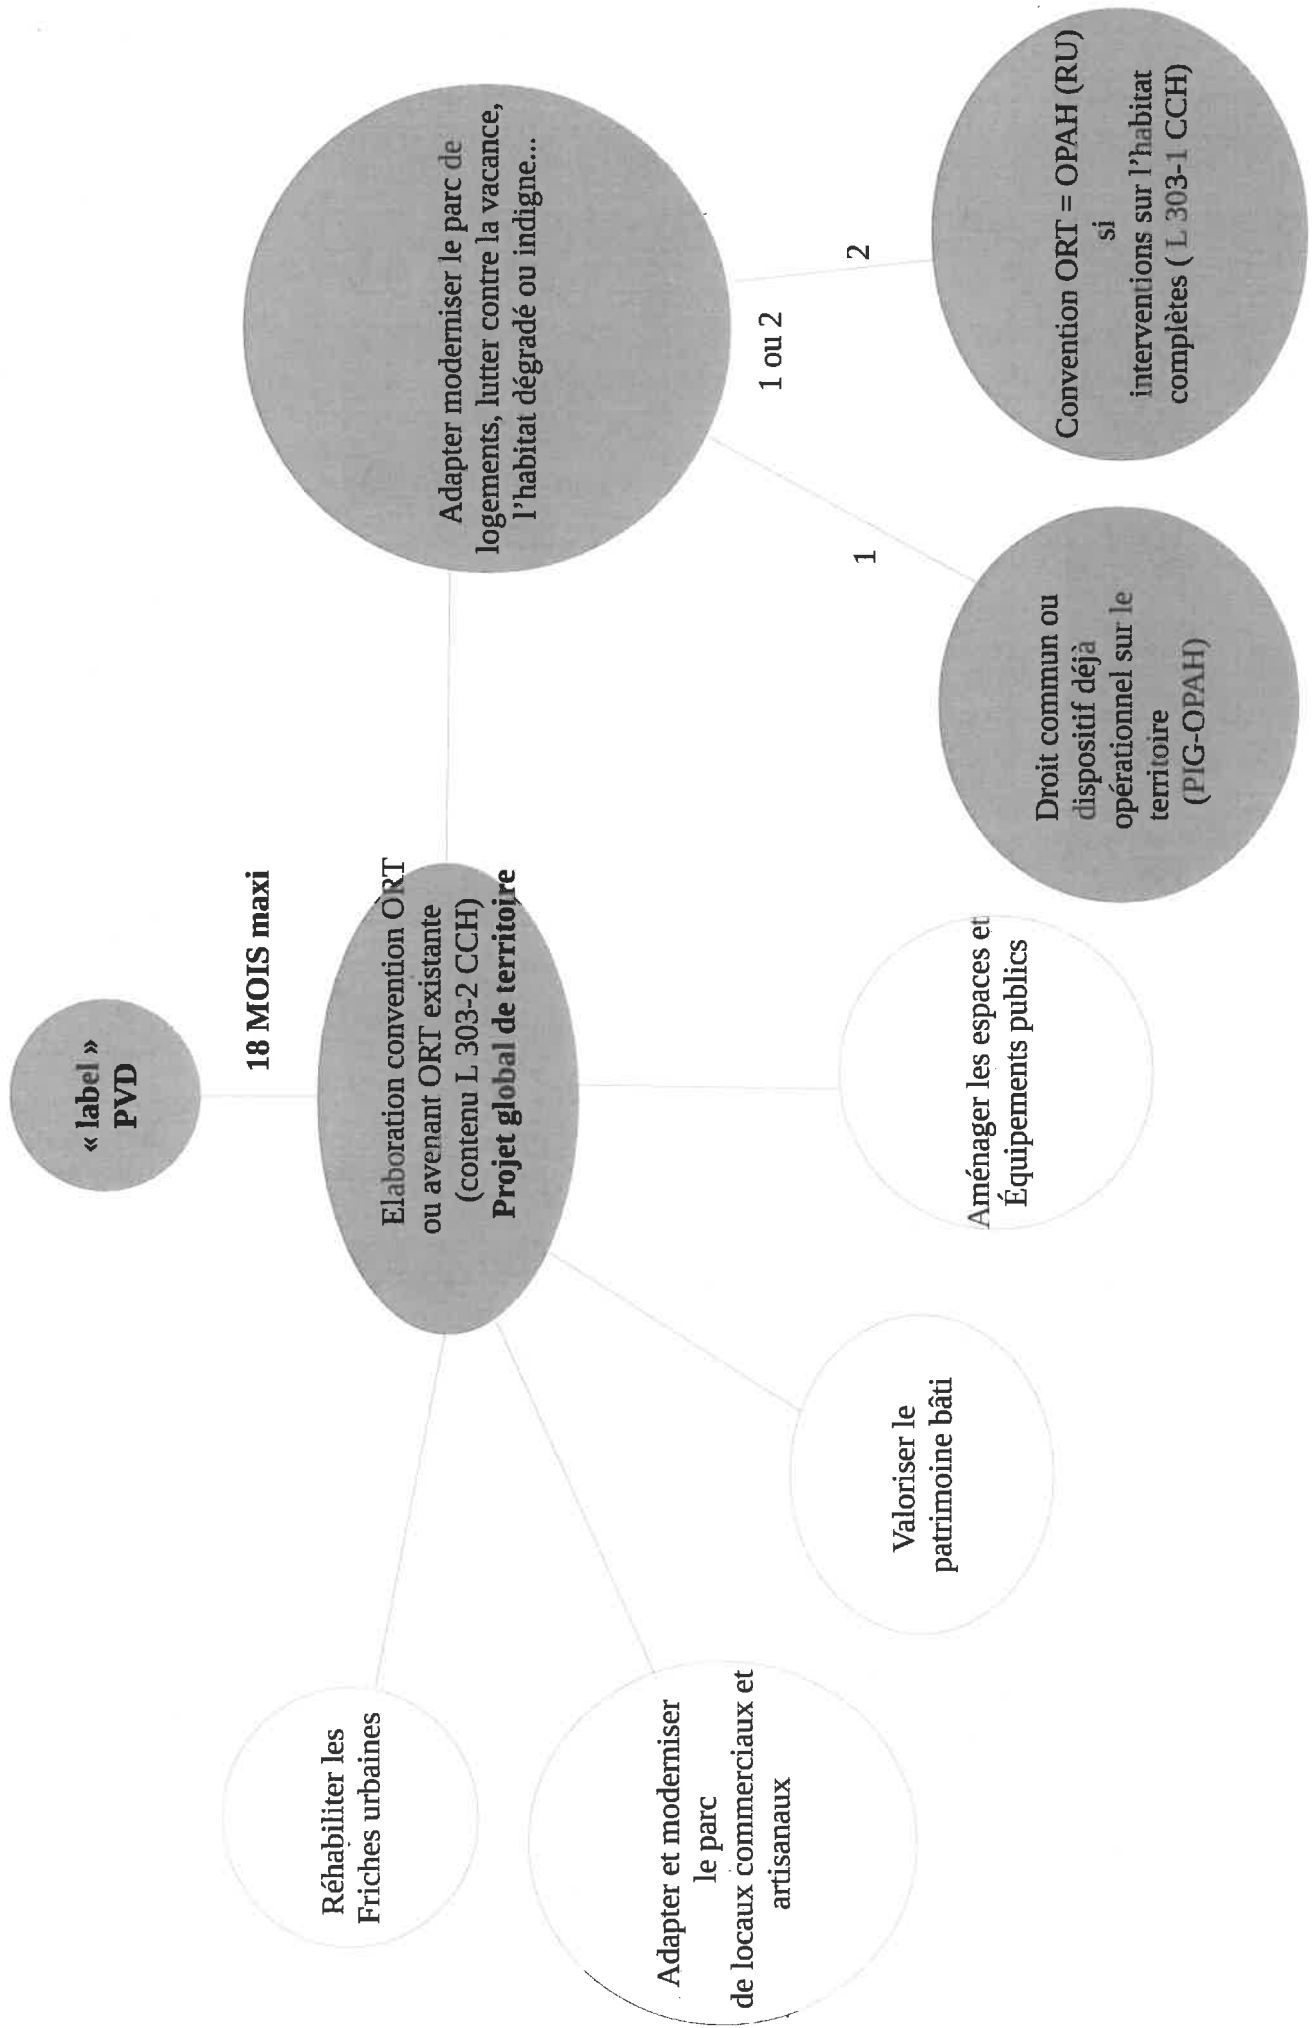 « label »
PVD
18 MOIS maxi
Elaboration convention ORT
ou avenant ORT existante
(contenu L 303-2 CCH)
Projet global de territoire
Réhabiliter les
Friches urbaines
Adapter et moderniser
le parc
de locaux commerciaux et
artisanaux
Valoriser le
patrimoine bâti
Aménager les espaces et
Équipements publics
Adapter moderniser le parc de
logements, lutter contre la vacance,
l'habitat dégradé ou indigne...
1 ou 2
1
2
Droit commun ou
dispositif déjà
opérationnel sur le
territoire
(PIG-OPAH)
Convention ORT = OPAH (RU)
si
interventions sur l'habitat
complètes ( L 303-1 CCH)